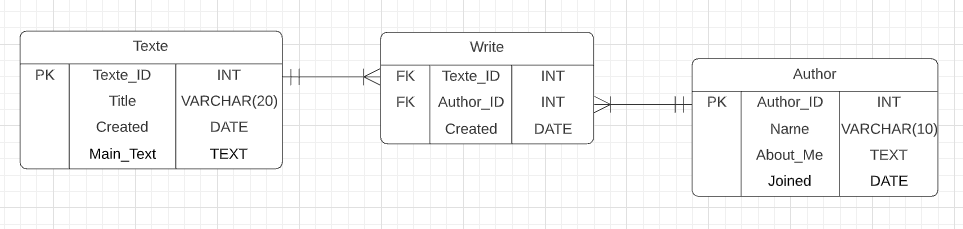 Texte
PK Texte_ID INT
Title VARCHAR(20)
Created DATE
Main_Text TEXT
Write
FK Texte_ID INT
FK Author_ID INT
Created DATE
Author
PK Author_ID INT
Name VARCHAR(10)
About_Me TEXT
Joined DATE